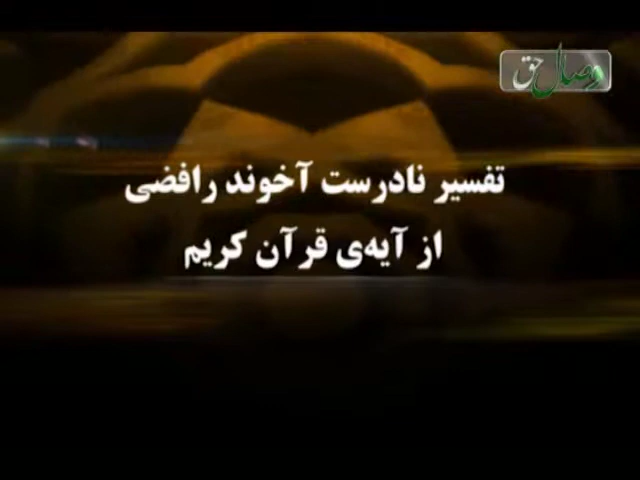 وصال حق
تفسیر نادرست آخوند رافضی
از آیه‌ی قرآن کریم